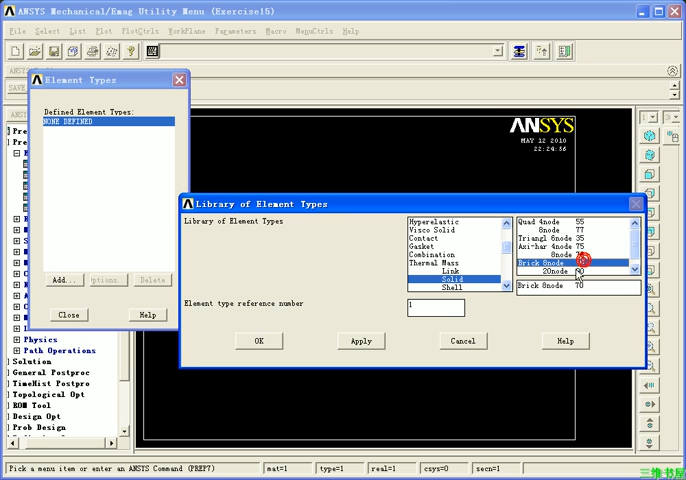 ANSYS Mechanical/Emag Utility Menu (Exercise15)
File Select List Plot PlotCtrls WorkPlane Parameters Macro MenuCtrls Help
SAVE
Element Types
Defined Element Types:
NONE DEFINED
Add...
Options...
Delete
Close
Help
ANSYS
MAY 12 2010
22:24:36
Library of Element Types
Library of Element Types
Hyperelastic
Visco Solid
Contact
Gasket
Combination
Thermal Mass
Link
Solid
Shell
Quad 4node 55
8node 77
Triangl 6node 35
Axi-har 4node 75
8node
Brick 8node
20node 90
Brick 8node 70
Element type reference number
1
OK
Apply
Cancel
Help
Physics
Path Operations
Solution
General Postproc
TimeHist Postpro
Topological Opt
ROM Tool
Design Opt
Prob Design
Pick a menu item or enter an ANSYS Command (PREP7)
mat=1
type=1
real=1
csys=0
secn=1
三维书屋